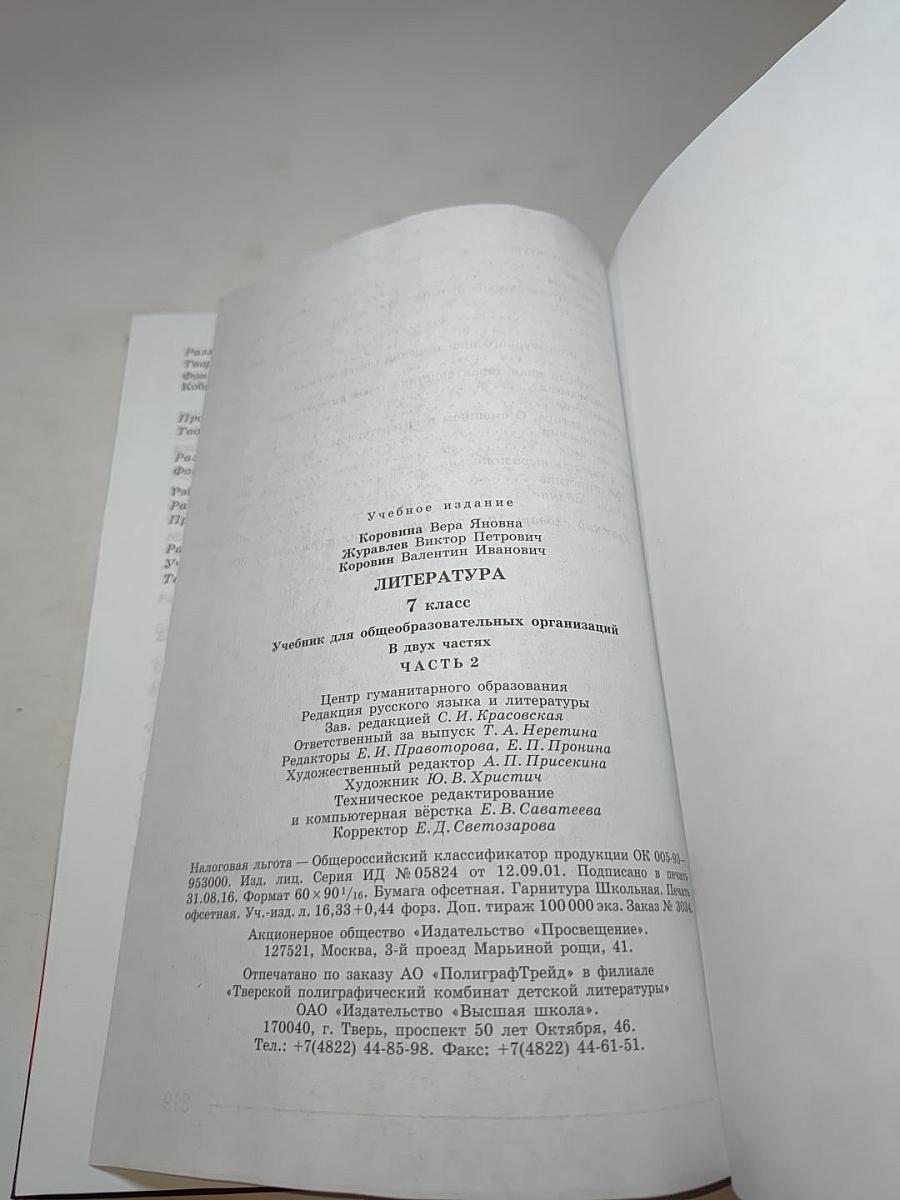 Учебное издание
Коровина Вера Яновна
Журавлев Виктор Петрович
Коровин Валентин Иванович
ЛИТЕРАТУРА
7 класс
Учебник для общеобразовательных организаций
В двух частях
ЧАСТЬ 2
Центр гуманитарного образования
Редакция русского языка и литературы
Зав. редакцией С. И. Красовская
Ответственный за выпуск Т. А. Неретина
Редакторы Е. И. Правоторова, Е. П. Пронина
Художественный редактор А. П. Присекина
Художник Ю. В. Христич
Техническое редактирование
и компьютерная вёрстка Е. В. Саватеева
Корректор Е. Д. Светозарова
Налоговая льгота — Общероссийский классификатор продукции ОК 005-93—
953000. Изд. лиц. Серия ИД № 05824 от 12.09.01. Подписано в печать
31.08.16. Формат 60×90 1/16. Бумага офсетная. Гарнитура Школьная. Печать
офсетная. Уч.-изд. л. 16,33+0,44 форз. Доп. тираж 100 000 экз. Заказ № 3034.
Акционерное общество «Издательство «Просвещение».
127521, Москва, 3-й проезд Марьиной рощи, 41.
Отпечатано по заказу АО «ПолиграфТрейд» в филиале
«Тверской полиграфический комбинат детской литературы»
ОАО «Издательство «Высшая школа».
170040, г. Тверь, проспект 50 лет Октября, 46.
Тел.: +7(4822) 44-85-98. Факс: +7(4822) 44-61-51.